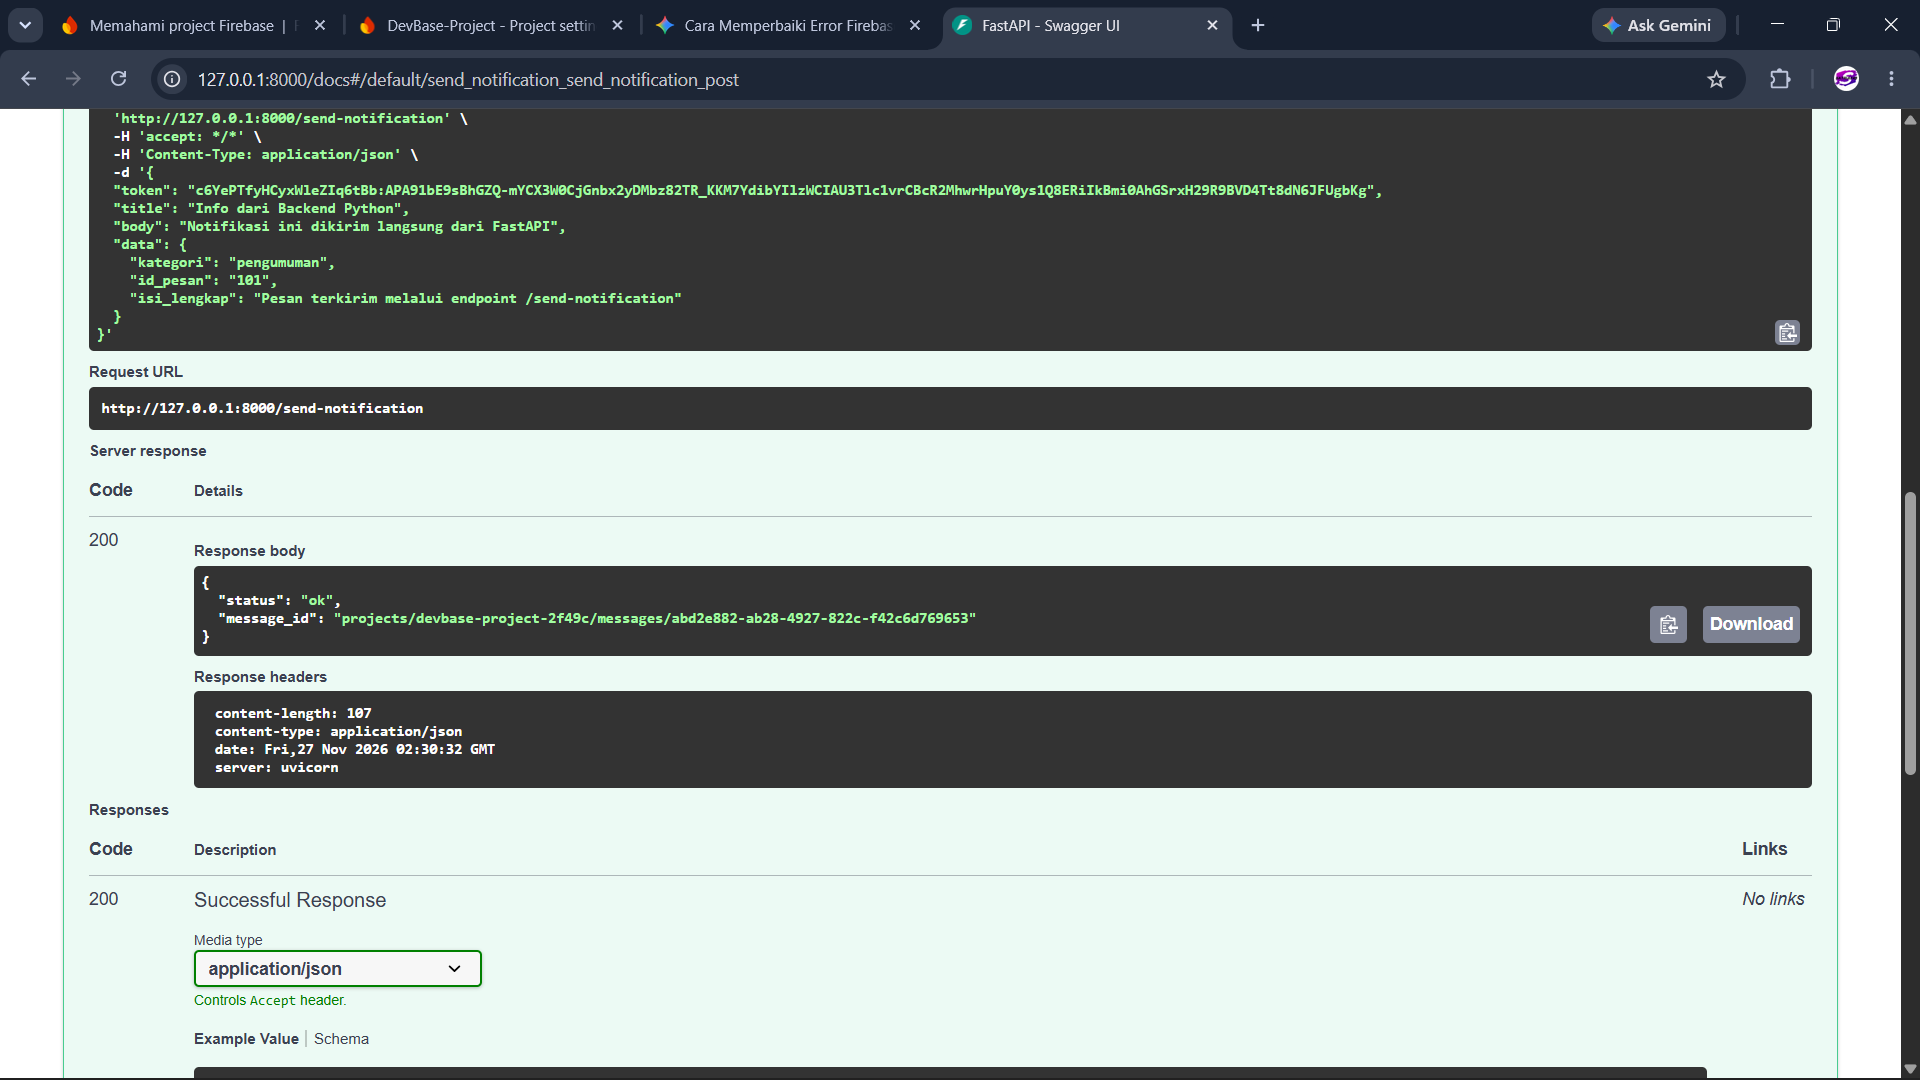 Memahami project Firebase |
DevBase-Project - Project settin
Cara Memperbaiki Error Firebas
FastAPI - Swagger UI
Ask Gemini
127.0.0.1:8000/docs#/default/send_notification_send_notification_post
'http://127.0.0.1:8000/send-notification' \
-H 'accept: */*' \
-H 'Content-Type: application/json' \
-d '{
"token": "c6YePTfyHCyxWleZIq6tBb:APA91bE9sBhGZQ-mYCX3W0CjGnbx2yDMbz82TR_KKM7YdibYIlzWCIAU3Tlc1vrCBcR2MhwrHpuY0ys1Q8ERiIkBmi0AhGSrxH29R9BVD4Tt8dN6JFUgbKg",
"title": "Info dari Backend Python",
"body": "Notifikasi ini dikirim langsung dari FastAPI",
"data": {
"kategori": "pengumuman",
"id_pesan": "101",
"isi_lengkap": "Pesan terkirim melalui endpoint /send-notification"
}
}'
Request URL
http://127.0.0.1:8000/send-notification
Server response
Code Details
200
Response body
{
"status": "ok",
"message_id": "projects/devbase-project-2f49c/messages/abd2e882-ab28-4927-822c-f42c6d769653"
}
Download
Response headers
content-length: 107
content-type: application/json
date: Fri,27 Nov 2026 02:30:32 GMT
server: uvicorn
Responses
Code Description Links
200 Successful Response No links
Media type
application/json
Controls Accept header.
Example Value | Schema